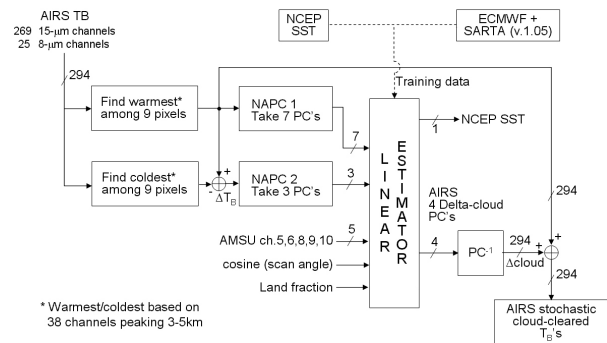 AIRS TB
269 15-µm channels
25 8-µm channels
294
NCEP
SST
ECMWF +
SARTA (v.1.05)
Training data
Find warmest*
among 9 pixels
NAPC 1
Take 7 PC's
7
Find coldest*
among 9 pixels
+
-
ΔTB
NAPC 2
Take 3 PC's
3
LINEAR
ESTIMATOR
1
NCEP SST
AMSU ch.5,6,8,9,10
5
cosine (scan angle)
Land fraction
AIRS
4 Delta-cloud
PC's
4
PC-1
294
Δcloud
294
+
+
294
AIRS stochastic
cloud-cleared
TB's
* Warmest/coldest based on
38 channels peaking 3-5km